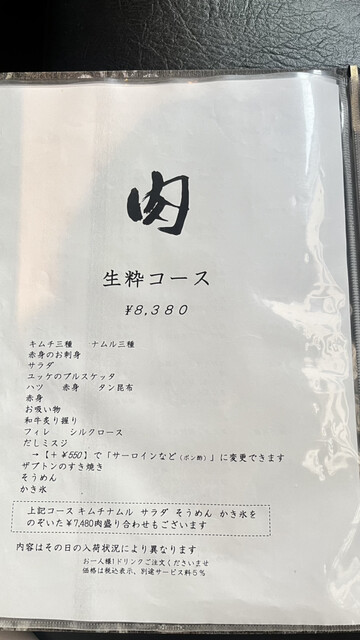 肉
生粋コース
¥8,380
キムチ三種　ナムル三種
赤身のお刺身
サラダ
ユッケのブルスケッタ
ハツ　赤身　タン昆布
赤身
お吸い物
和牛炙り握り
フィレ　シルクロース
だしミスジ
→【＋￥550】で「サーロインなど（ポン酢）」に変更できます
ザブトンのすき焼き
そうめん
かき氷
上記コース キムチナムル サラダ そうめん かき氷を
のぞいた¥7,480肉盛り合わせもございます
内容はその日の入荷状況により異なります
お一人種1ドリンクご注文くださいませ
価格は税込表示、別途サービス料５％